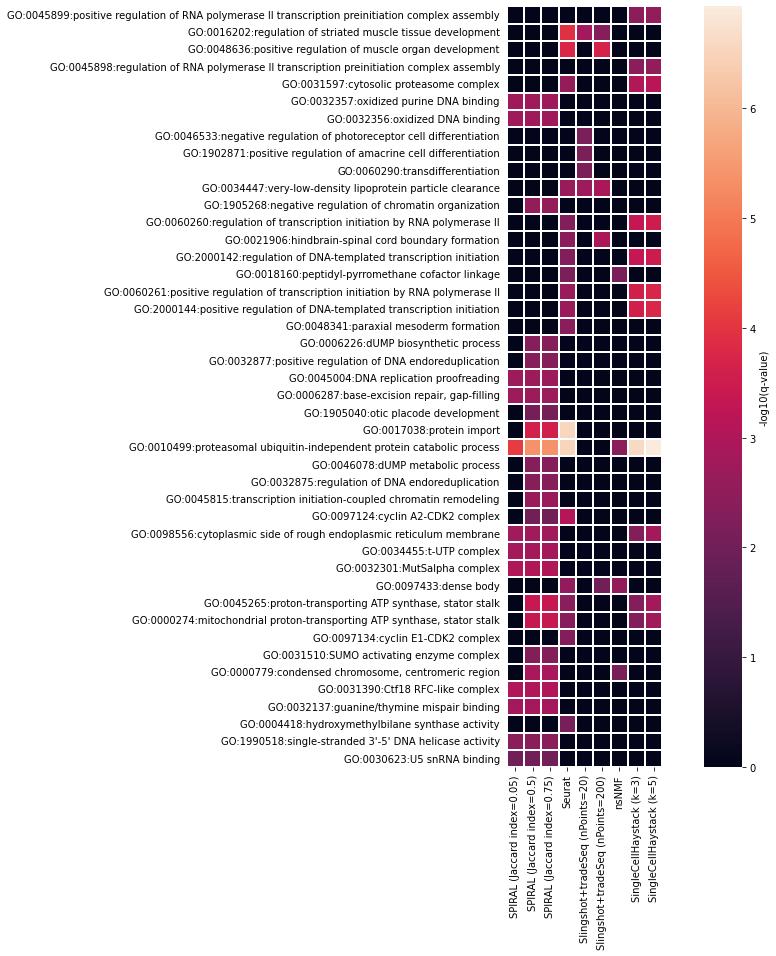 GO:0045899:positive regulation of RNA polymerase II transcription preinitiation complex assembly
GO:0016202:regulation of striated muscle tissue development
GO:0048636:positive regulation of muscle organ development
GO:0045898:regulation of RNA polymerase II transcription preinitiation complex assembly
GO:0031597:cytosolic proteasome complex
GO:0032357:oxidized purine DNA binding
GO:0032356:oxidized DNA binding
GO:0046533:negative regulation of photoreceptor cell differentiation
GO:1902871:positive regulation of amacrine cell differentiation
GO:0060290:transdifferentiation
GO:0034447:very-low-density lipoprotein particle clearance
GO:1905268:negative regulation of chromatin organization
GO:0060260:regulation of transcription initiation by RNA polymerase II
GO:0021906:hindbrain-spinal cord boundary formation
GO:2000142:regulation of DNA-templated transcription initiation
GO:0018160:peptidyl-pyrromethane cofactor linkage
GO:0060261:positive regulation of transcription initiation by RNA polymerase II
GO:2000144:positive regulation of DNA-templated transcription initiation
GO:0048341:paraxial mesoderm formation
GO:0006226:dUMP biosynthetic process
GO:0032877:positive regulation of DNA endoreduplication
GO:0045004:DNA replication proofreading
GO:0006287:base-excision repair, gap-filling
GO:1905040:otic placode development
GO:0017038:protein import
GO:0010499:proteasomal ubiquitin-independent protein catabolic process
GO:0046078:dUMP metabolic process
GO:0032875:regulation of DNA endoreduplication
GO:0045815:transcription initiation-coupled chromatin remodeling
GO:0097124:cyclin A2-CDK2 complex
GO:0098556:cytoplasmic side of rough endoplasmic reticulum membrane
GO:0034455:t-UTP complex
GO:0032301:MutSalpha complex
GO:0097433:dense body
GO:0045265:proton-transporting ATP synthase, stator stalk
GO:0000274:mitochondrial proton-transporting ATP synthase, stator stalk
GO:0097134:cyclin E1-CDK2 complex
GO:0031510:SUMO activating enzyme complex
GO:0000779:condensed chromosome, centromeric region
GO:0031390:Ctf18 RFC-like complex
GO:0032137:guanine/thymine mispair binding
GO:0004418:hydroxymethylbilane synthase activity
GO:1990518:single-stranded 3'-5' DNA helicase activity
GO:0030623:U5 snRNA binding
SPIRAL (Jaccard index=0.05)
SPIRAL (Jaccard index=0.5)
SPIRAL (Jaccard index=0.75)
Seurat
Slingshot+tradeSeq (nPoints=20)
Slingshot+tradeSeq (nPoints=200)
nsNMF
SingleCellHaystack (k=3)
SingleCellHaystack (k=5)
6
5
4
3
2
1
0
-log10(q-value)